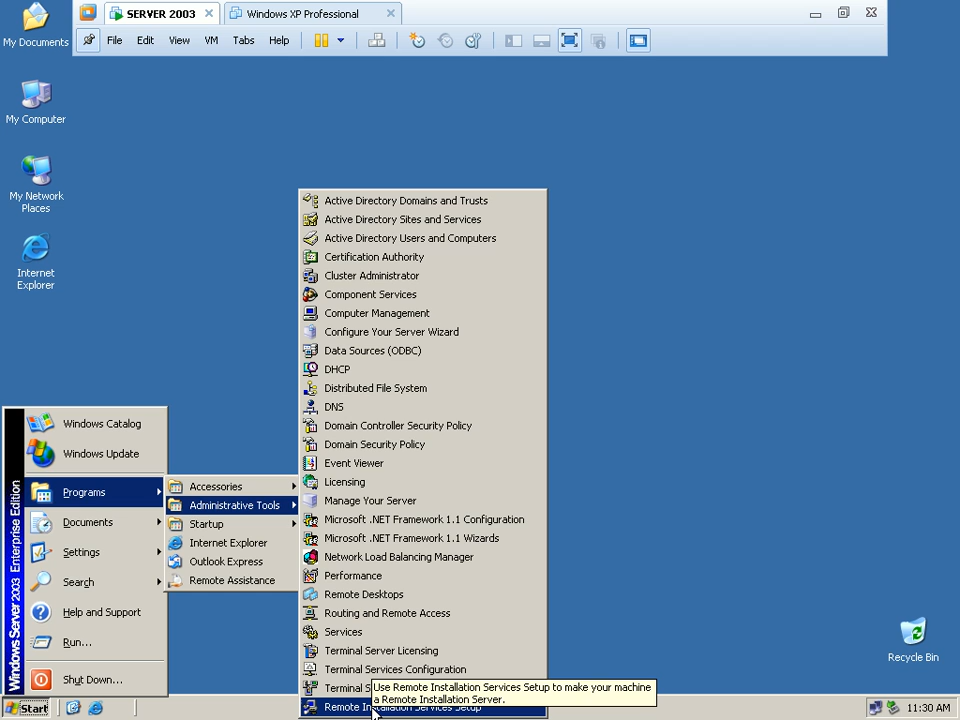 SERVER 2003
Windows XP Professional
File Edit View VM Tabs Help
My Documents
My Computer
My Network
Places
Internet
Explorer
Active Directory Domains and Trusts
Active Directory Sites and Services
Active Directory Users and Computers
Certification Authority
Cluster Administrator
Component Services
Computer Management
Configure Your Server Wizard
Data Sources (ODBC)
DHCP
Distributed File System
DNS
Domain Controller Security Policy
Domain Security Policy
Event Viewer
Licensing
Manage Your Server
Microsoft .NET Framework 1.1 Configuration
Microsoft .NET Framework 1.1 Wizards
Network Load Balancing Manager
Performance
Remote Desktops
Routing and Remote Access
Services
Terminal Server Licensing
Terminal Services Configuration
Terminal S
Remote Installation Services Setup
Use Remote Installation Services Setup to make your machine
a Remote Installation Server.
Accessories
Administrative Tools
Startup
Internet Explorer
Outlook Express
Remote Assistance
Windows Catalog
Windows Update
Programs
Documents
Settings
Search
Help and Support
Run...
Shut Down...
Windows Server 2003 Enterprise Edition
Recycle Bin
Start
11:30 AM